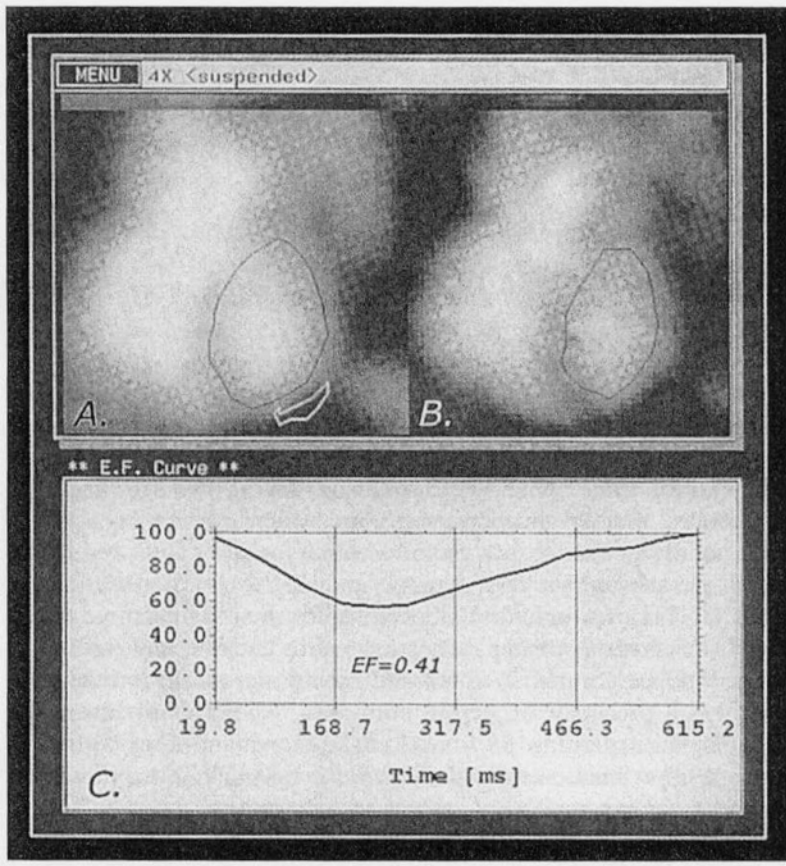 MENU 4X <suspended>
A.
B.
** E.F. Curve **
100.0
80.0
60.0
40.0
20.0
0.0
EF=0.41
19.8 168.7 317.5 466.3 615.2
Time [ms]
C.